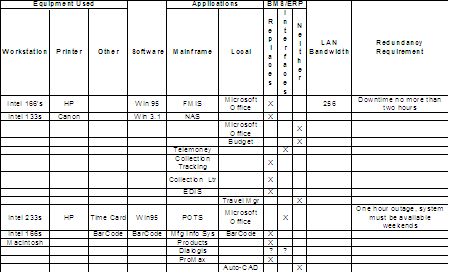 Equipment Used Applications BMS/ERP
Workstation Printer Other Software Mainframe Local Replaces Interfaces Neither LAN Bandwidth Redundancy Requirement
Intel 166's HP Win 95 FMIS Microsoft Office X 256 Downtime no more than two hours
Intel 133s Canon Win 3.1 NAS X
Microsoft Office X
Budget X
Telemoney X
Collection Tracking X
Collection Ltr X
EDIS X
Travel Mgr X
Intel 233s HP Time Card Win95 POTS Microsoft Office X One hour outage, system must be available weekends
Intel 166s BarCode BarCode Mfg Info Sys BarCode X
Macintosh Products X
Dialogis ? ?
ProMax X
Auto-CAD X